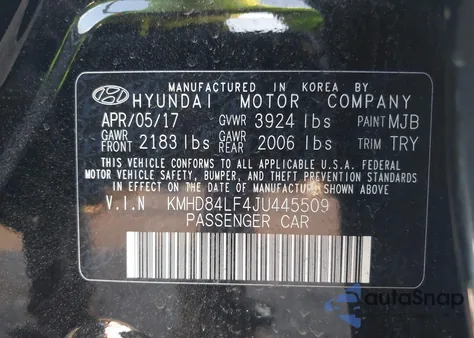 MANUFACTURED IN KOREA BY
HYUNDAI MOTOR COMPANY
APR/05/17 GVWR 3924 lbs PAINT MJB
GAWR FRONT 2183 lbs GAWR REAR 2006 lbs TRIM TRY
THIS VEHICLE CONFORMS TO ALL APPLICABLE U.S.A. FEDERAL
MOTOR VEHICLE SAFETY, BUMPER, AND THEFT PREVENTION
STANDARDS IN EFFECT ON THE DATE OF MANUFACTURE SHOWN ABOVE.
V.I.N KMHD84LF4JU445509
PASSENGER CAR
autaSnap